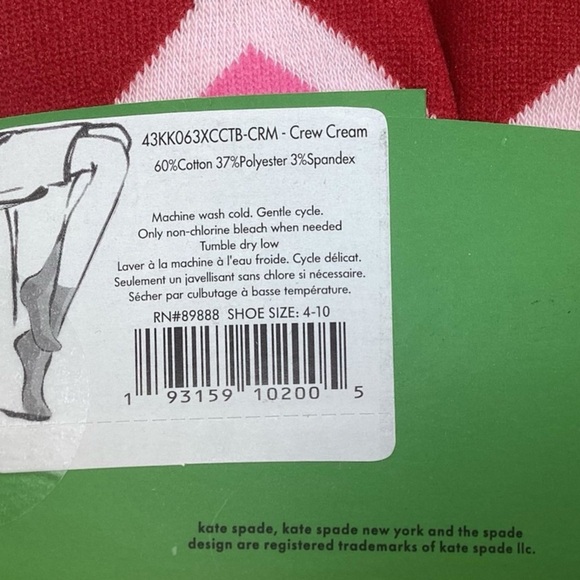 43KK063XCCTB-CRM - Crew Cream
60%Cotton 37%Polyester 3%Spandex
Machine wash cold. Gentle cycle.
Only non-chlorine bleach when needed
Tumble dry low
Laver à la machine à l'eau froide. Cycle délicat.
Seulement un javellisant sans chlore si nécessaire.
Sécher par culbutage à basse température.
RN#89888 SHOE SIZE: 4-10
1 93159 10200 5
kate spade, kate spade new york and the spade
design are registered trademarks of kate spade llc.